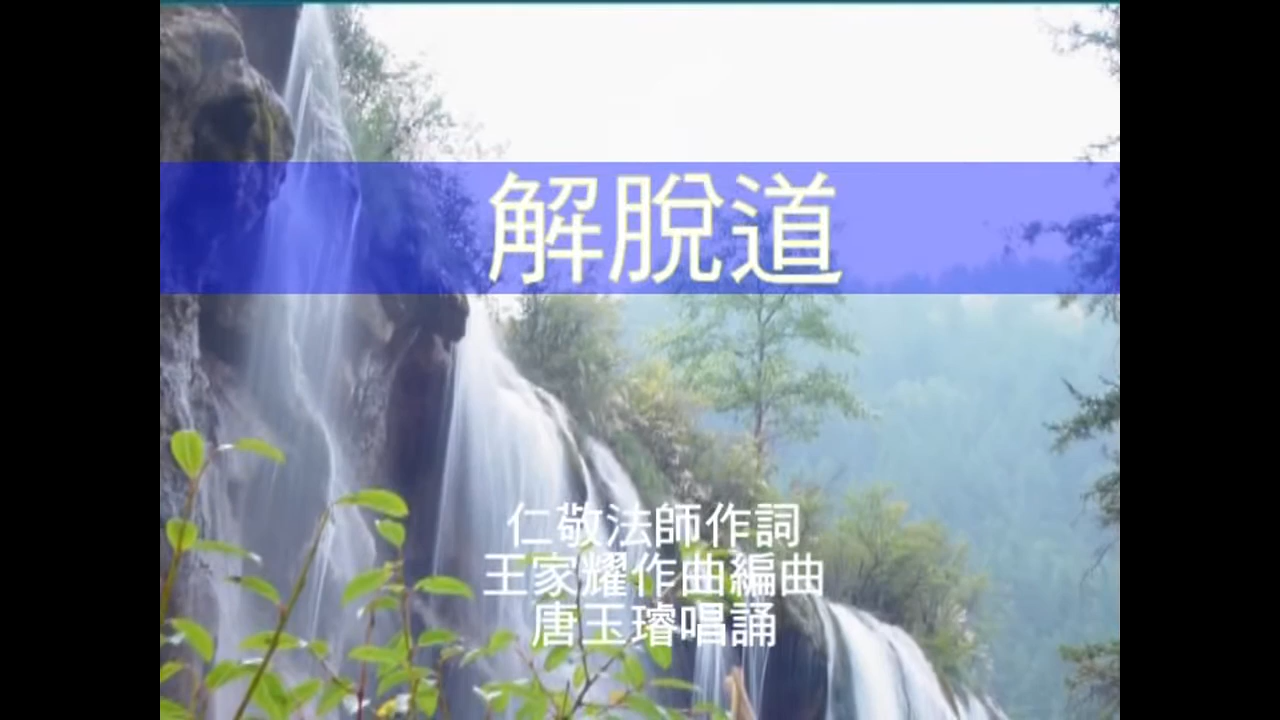 解脫道
仁敬法師作詞
王家耀作曲編曲
唐玉璿唱誦